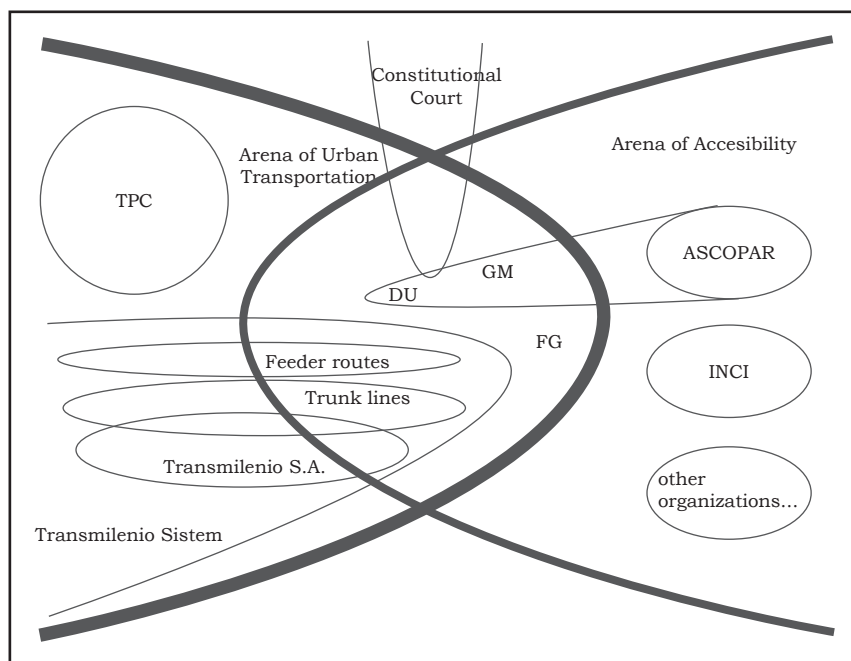 Constitutional
Court
Arena of Urban
Transportation
Arena of Accesibility
TPC
ASCOPAR
GM
DU
FG
Feeder routes
INCI
Trunk lines
Transmilenio S.A.
other
organizations...
Transmilenio Sistem